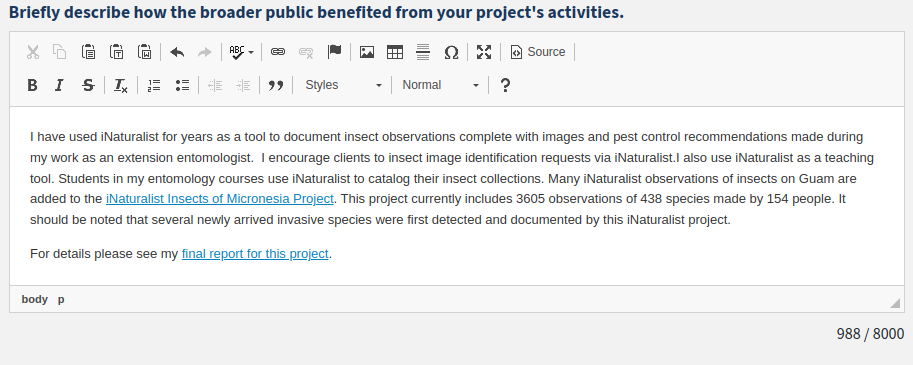 Briefly describe how the broader public benefited from your project's activities.
ABC
Source
B I S Ix Styles Normal ?
I have used iNaturalist for years as a tool to document insect observations complete with images and pest control recommendations made during
my work as an extension entomologist.  I encourage clients to insect image identification requests via iNaturalist.I also use iNaturalist as a teaching
tool. Students in my entomology courses use iNaturalist to catalog their insect collections. Many iNaturalist observations of insects on Guam are
added to the iNaturalist Insects of Micronesia Project. This project currently includes 3605 observations of 438 species made by 154 people. It
should be noted that several newly arrived invasive species were first detected and documented by this iNaturalist project.
For details please see my final report for this project.
body p
988 / 8000